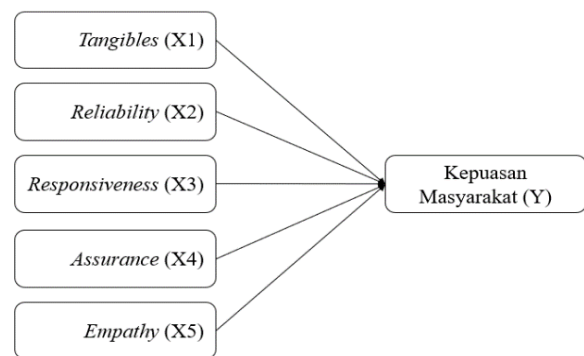 Tangibles (X1)
Reliability (X2)
Responsiveness (X3)
Assurance (X4)
Empathy (X5)
Kepuasan
Masyarakat (Y)